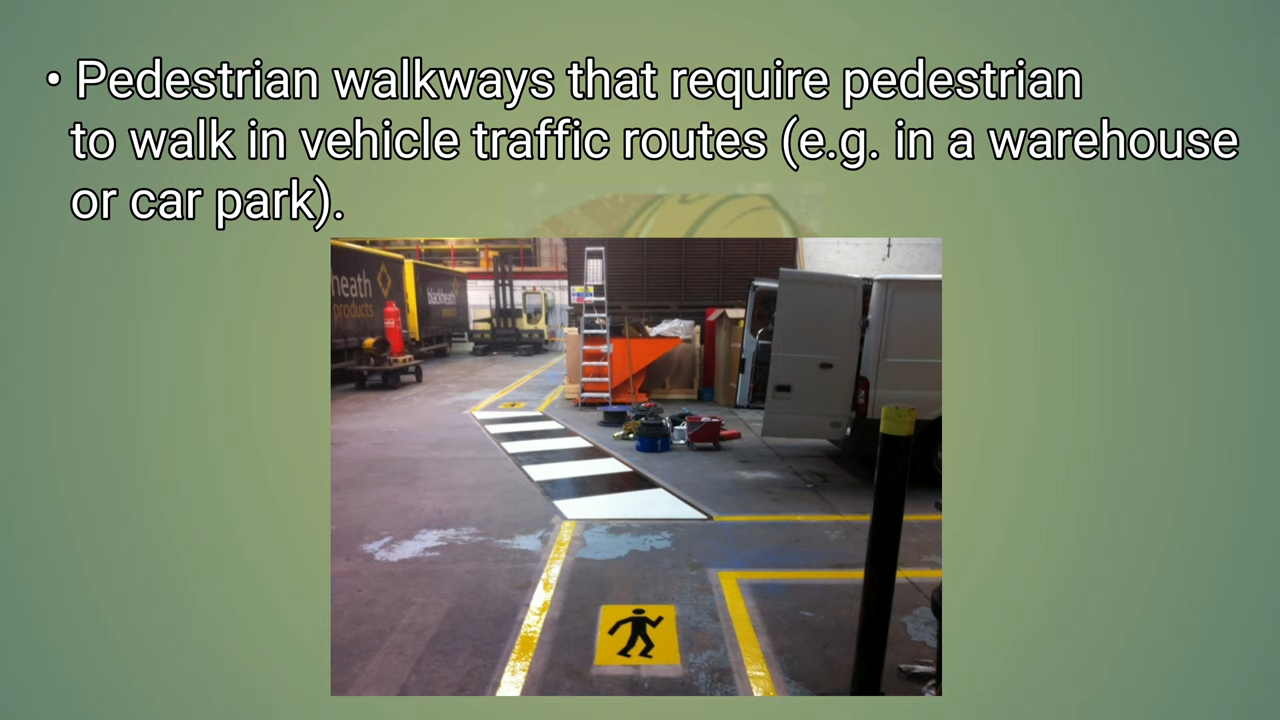 • Pedestrian walkways that require pedestrian
to walk in vehicle traffic routes (e.g. in a warehouse
or car park).
heath
products
blackheath
products